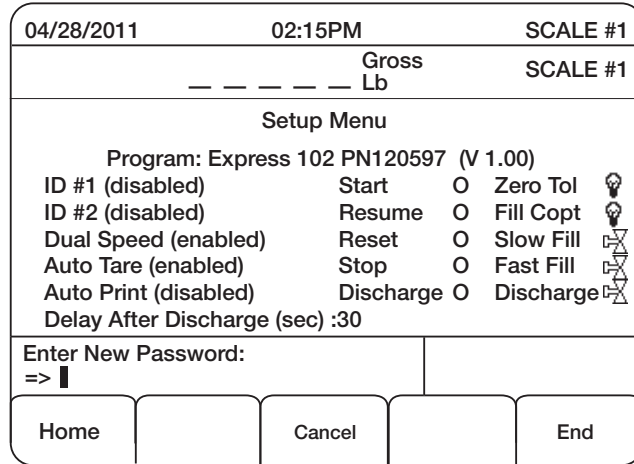 04/28/2011 02:15PM SCALE #1
Gross SCALE #1
_ _ _ _ _ Lb
Setup Menu
Program: Express 102 PN120597 (V 1.00)
ID #1 (disabled) Start O Zero Tol
ID #2 (disabled) Resume O Fill Copt
Dual Speed (enabled) Reset O Slow Fill
Auto Tare (enabled) Stop O Fast Fill
Auto Print (disabled) Discharge O Discharge
Delay After Discharge (sec) :30
Enter New Password:
=>
Home Cancel End